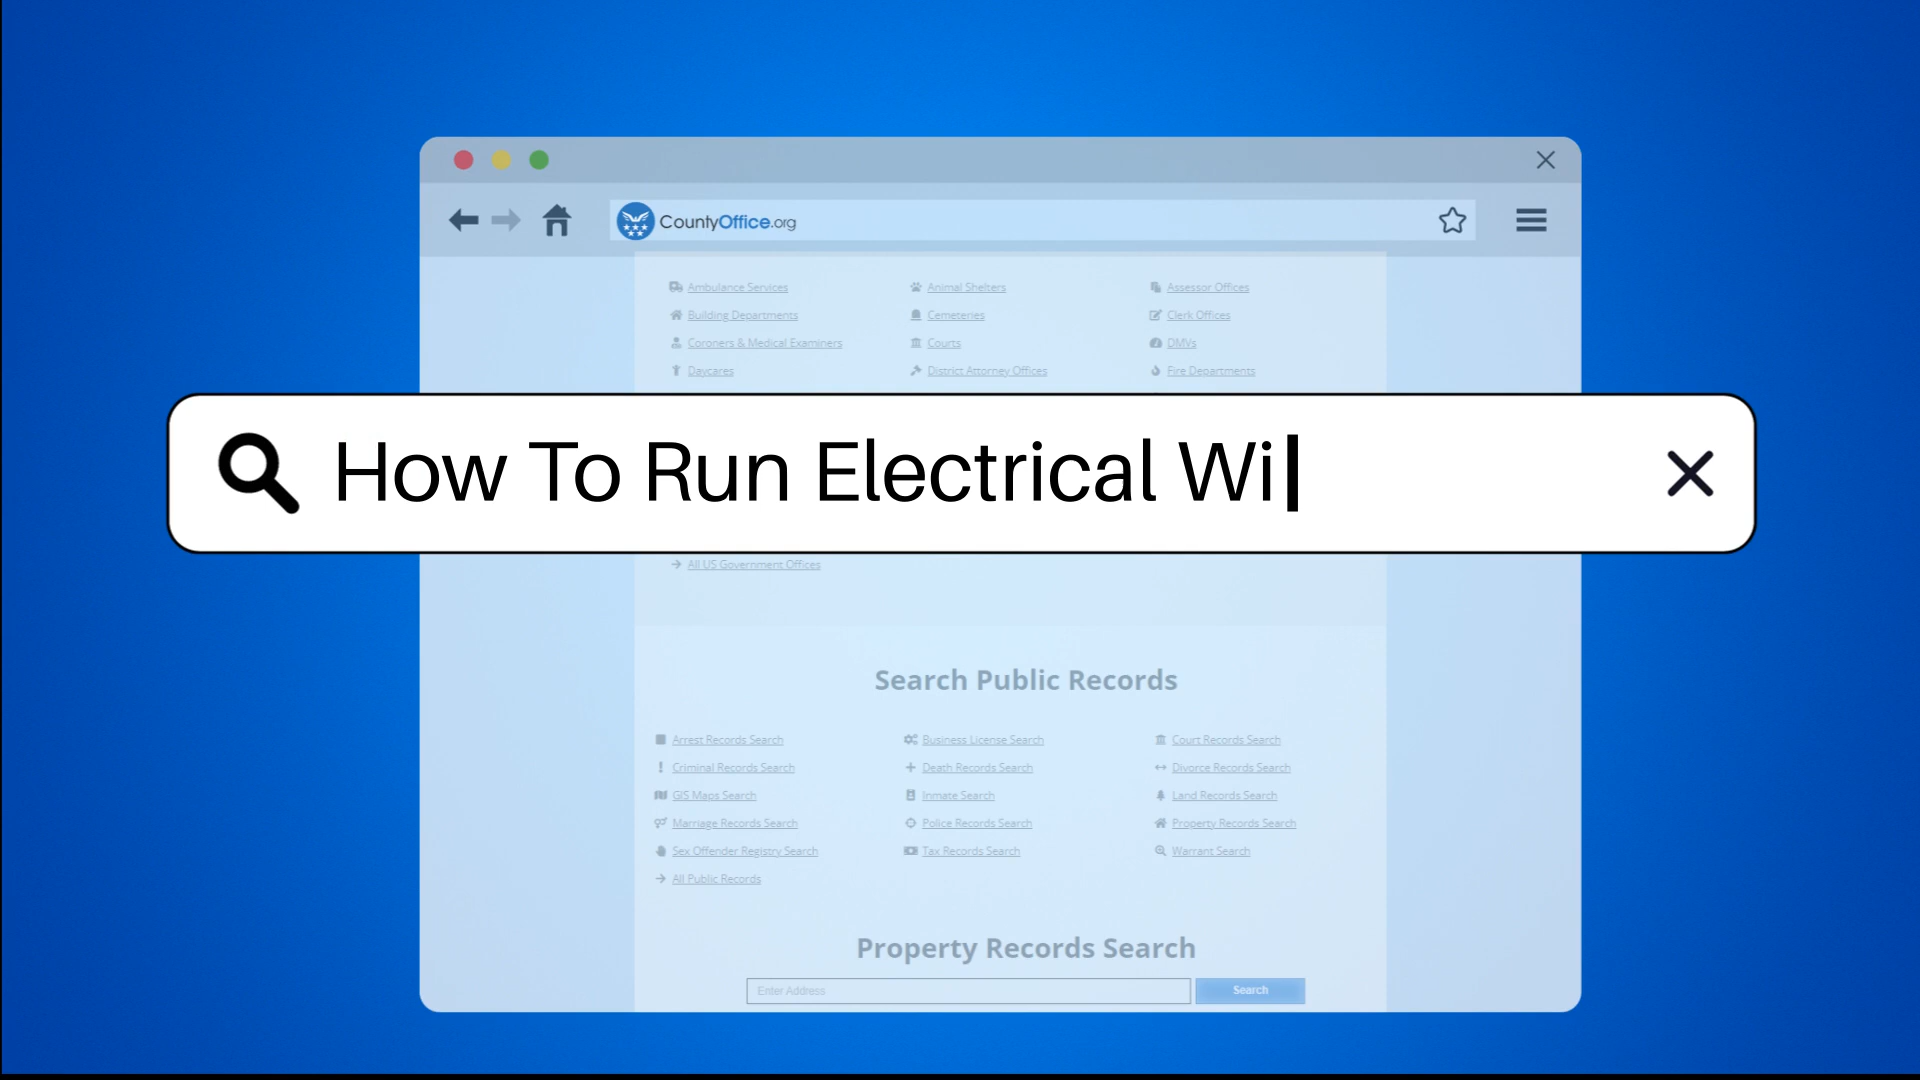 CountyOffice.org
Ambulance Services Animal Shelters Assessor Offices
Building Departments Cemeteries Clerk Offices
Coroners & Medical Examiners Courts DMVs
Daycares District Attorney Offices Fire Departments
How To Run Electrical Wi
All US Government Offices
Search Public Records
Arrest Records Search Business License Search Court Records Search
Criminal Records Search Death Records Search Divorce Records Search
GIS Maps Search Inmate Search Land Records Search
Marriage Records Search Police Records Search Property Records Search
Sex Offender Registry Search Tax Records Search Warrant Search
All Public Records
Property Records Search
Enter Address Search